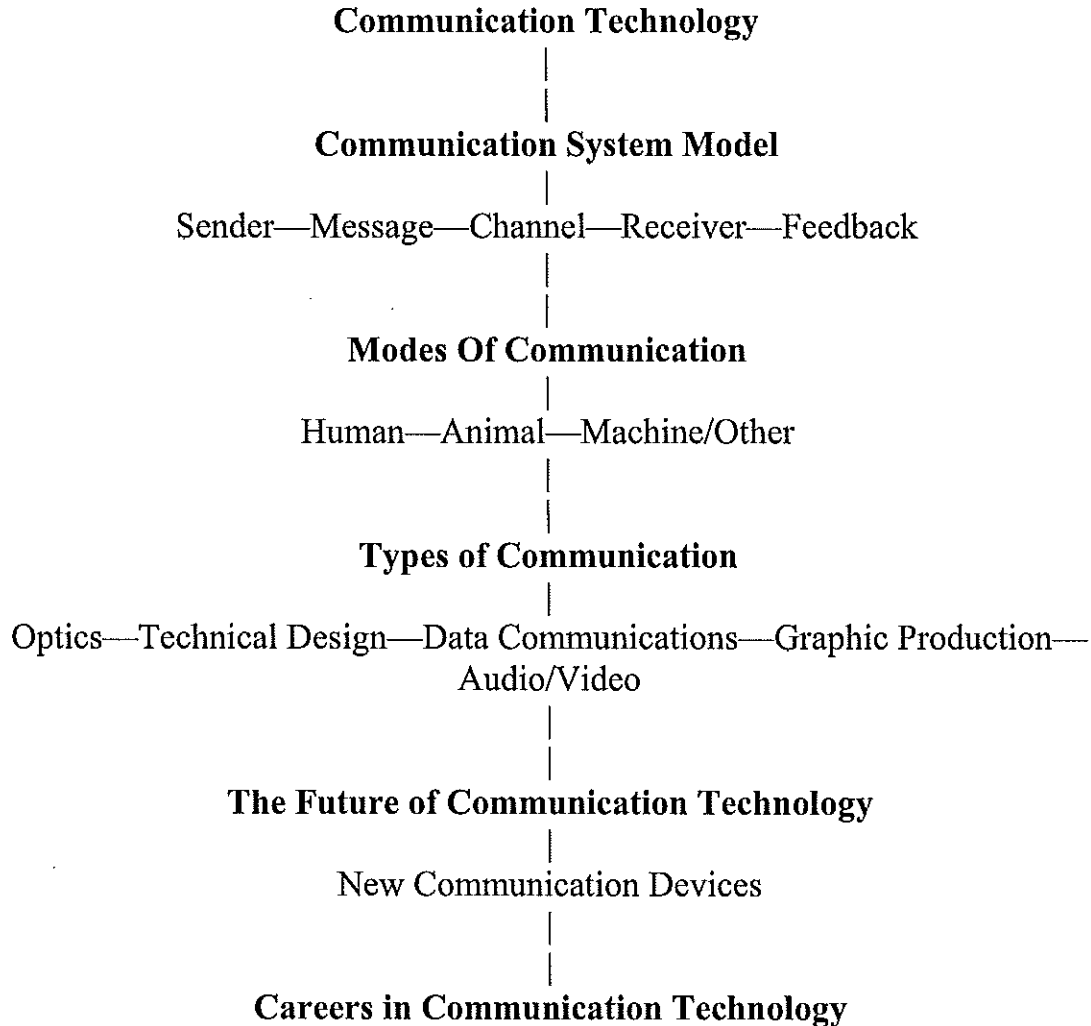 Communication Technology
Communication System Model
Sender—Message—Channel—Receiver—Feedback
Modes Of Communication
Human—Animal—Machine/Other
Types of Communication
Optics—Technical Design—Data Communications—Graphic Production—
Audio/Video
The Future of Communication Technology
New Communication Devices
Careers in Communication Technology